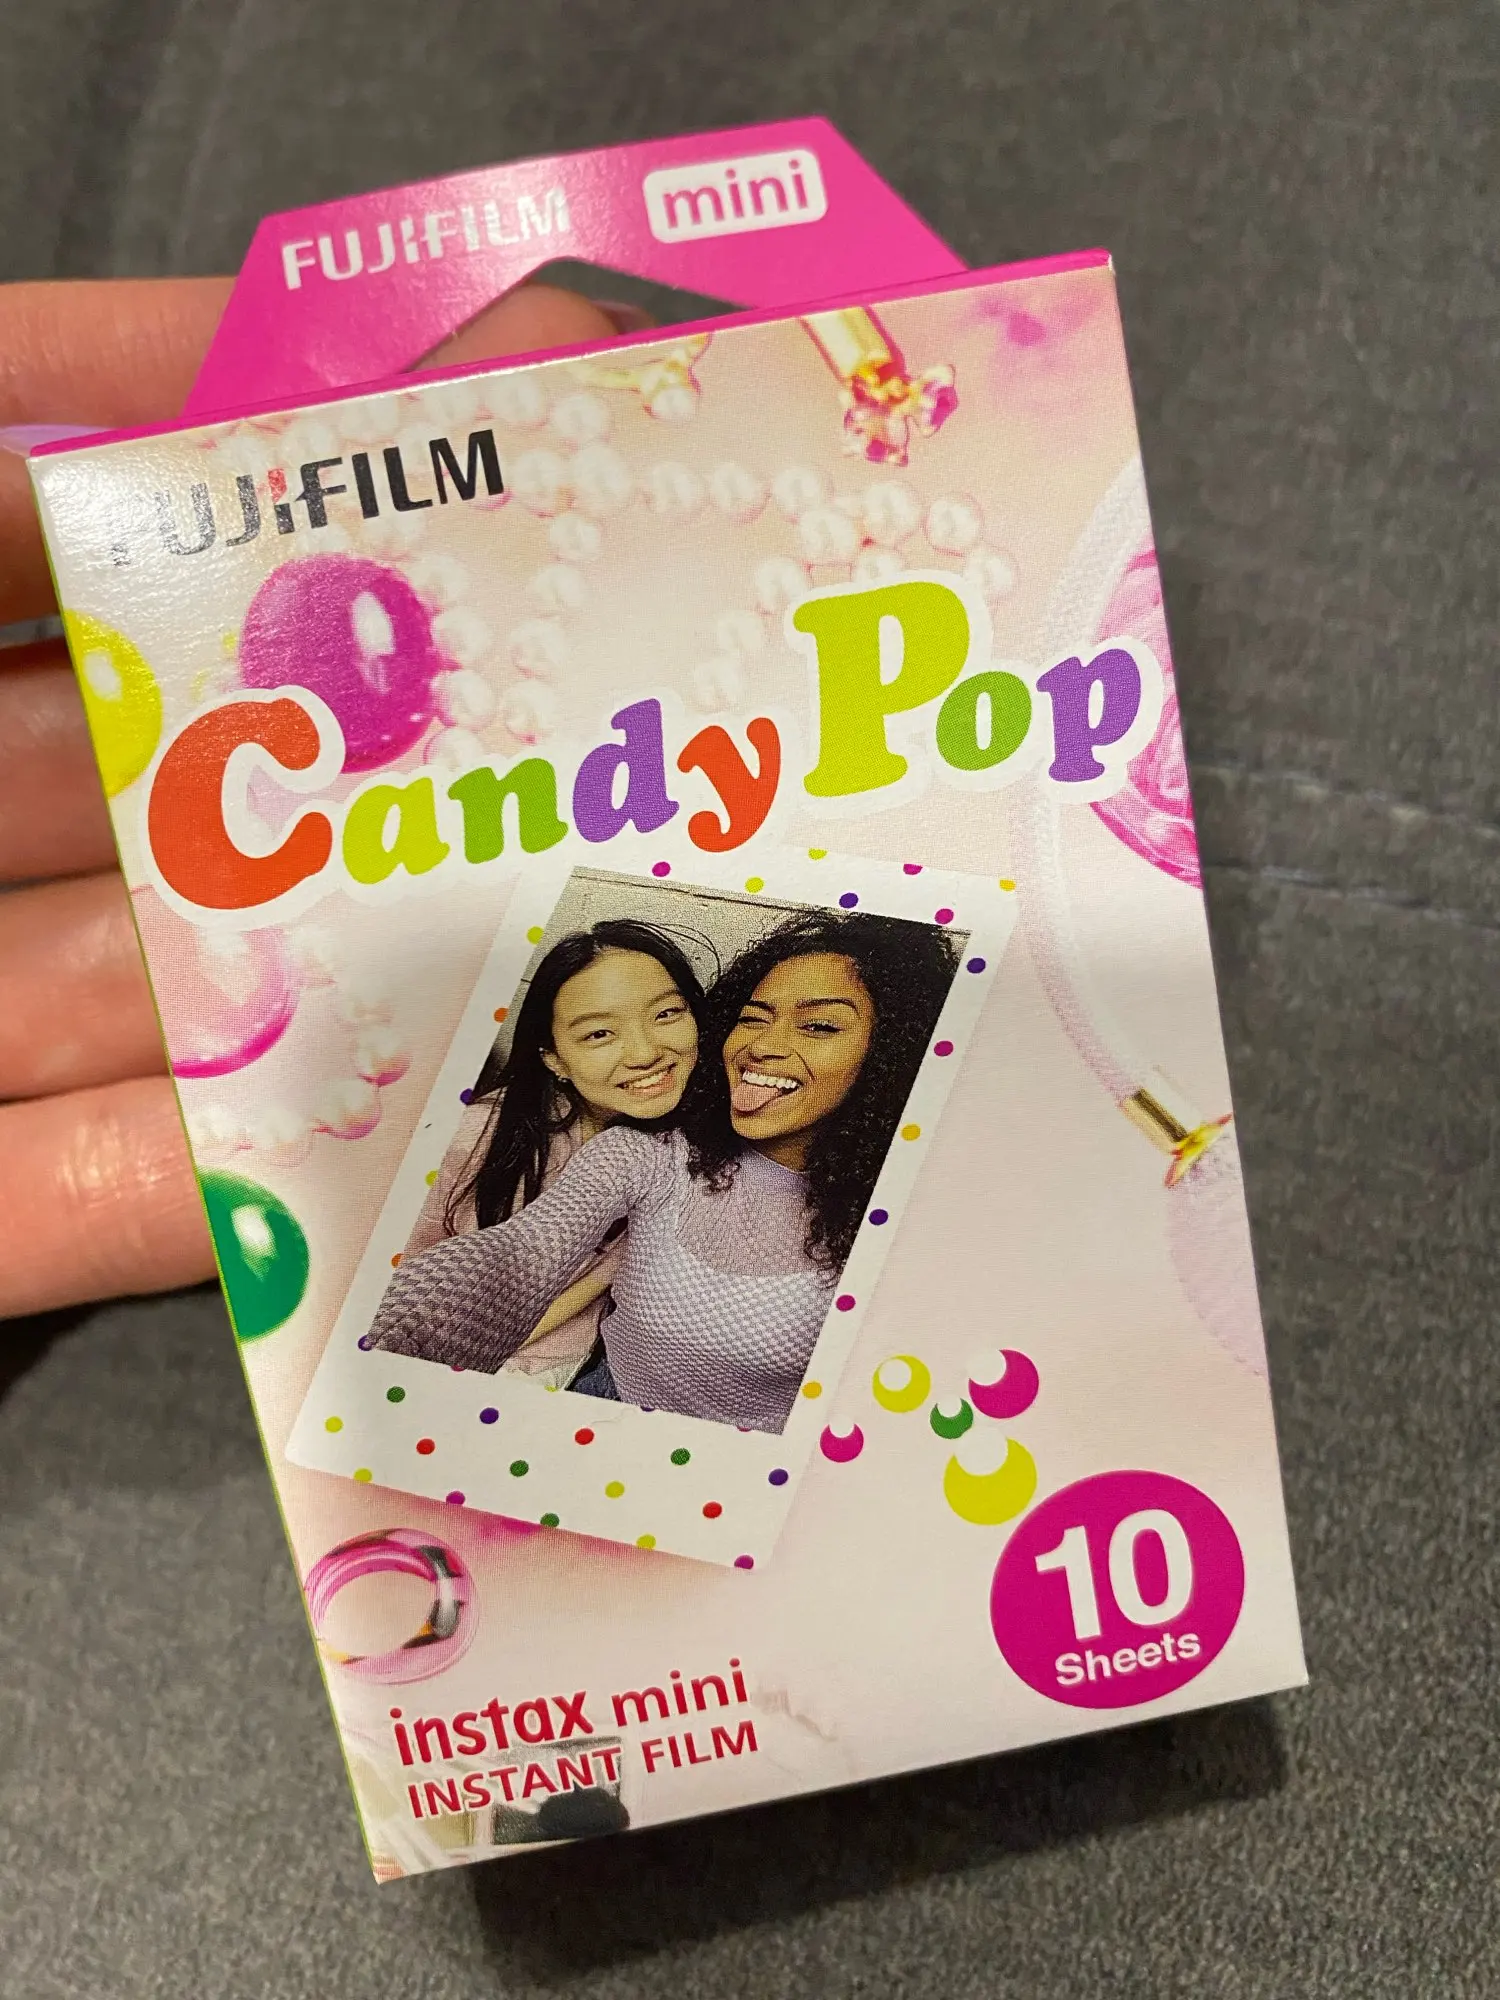 FUJIFILM mini
FUJIFILM
Candy Pop
10
Sheets
instax mini
INSTANT FILM